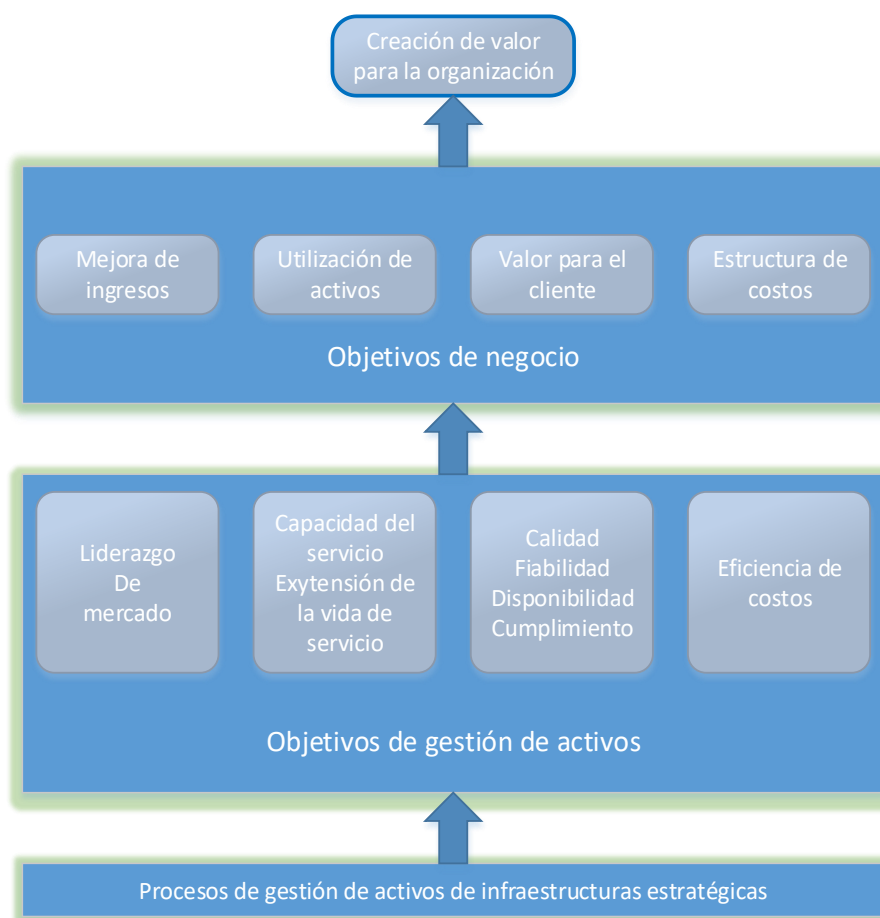 Creación de valor
para la organización
Mejora de
ingresos
Utilización de
activos
Valor para el
cliente
Estructura de
costos
Objetivos de negocio
Liderazgo
De
mercado
Capacidad del
servicio
Exytensión de
la vida de
servicio
Calidad
Fiabilidad
Disponibilidad
Cumplimiento
Eficiencia de
costos
Objetivos de gestión de activos
Procesos de gestión de activos de infraestructuras estratégicas